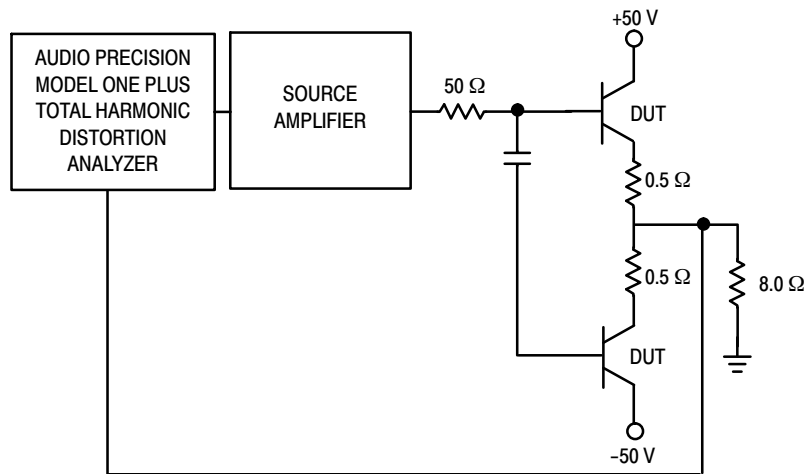 +50 V
AUDIO PRECISION
MODEL ONE PLUS
TOTAL HARMONIC
DISTORTION
ANALYZER
SOURCE
AMPLIFIER
50 Ω
DUT
0.5 Ω
0.5 Ω
8.0 Ω
DUT
–50 V